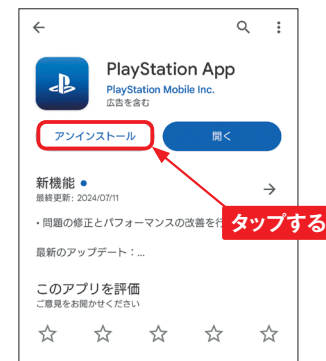 PlayStation App
PlayStation Mobile Inc.
広告を含む
アンインストール
開く
新機能
最終更新: 2024/07/11
・問題の修正とパフォーマンスの改善を行
タップする
最新のアップデート：...
このアプリを評価
ご意見をお聞かせください